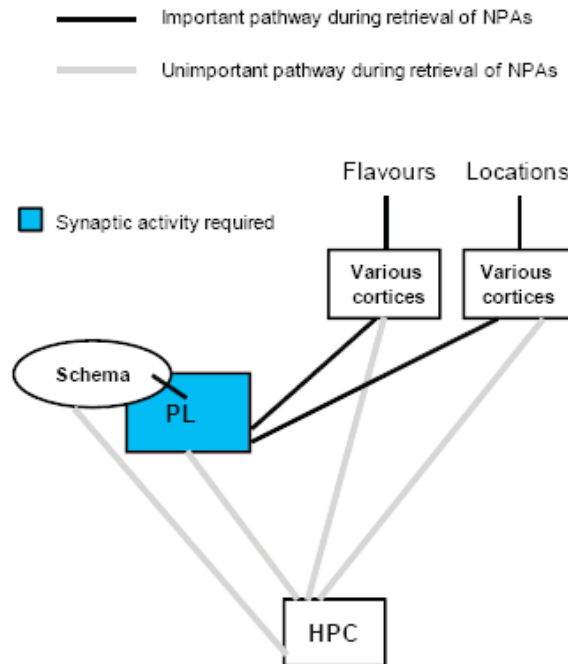 Important pathway during retrieval of NPAs
Unimportant pathway during retrieval of NPAs
Flavours Locations
Synaptic activity required
Various
cortices
Various
cortices
Schema
PL
HPC